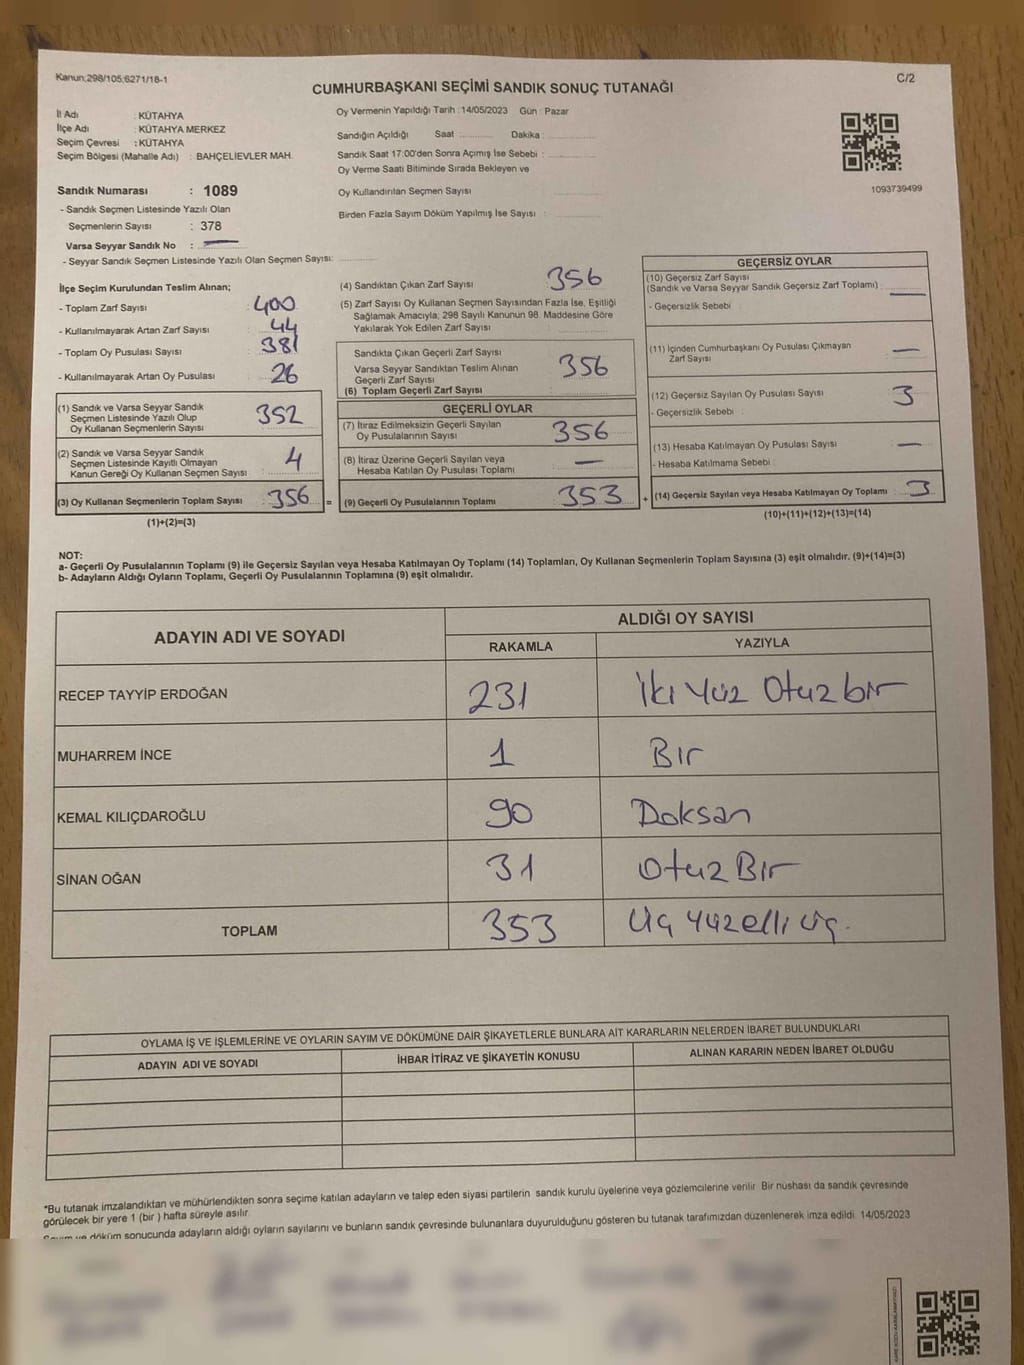 Kanun:298/105;6271/18-1
C/2
CUMHURBAŞKANI SEÇİMİ SANDIK SONUÇ TUTANAĞI
İl Adı : KÜTAHYA
İlçe Adı : KÜTAHYA MERKEZ
Seçim Çevresi : KÜTAHYA
Seçim Bölgesi (Mahalle Adı) : BAHÇELİEVLER MAH.
Sandık Numarası : 1089
- Sandık Seçmen Listesinde Yazılı Olan
Seçmenlerin Sayısı : 378
Varsa Seyyar Sandık No : —
- Seyyar Sandık Seçmen Listesinde Yazılı Olan Seçmen Sayısı:
Oy Vermenin Yapıldığı Tarih : 14/05/2023 Gün : Pazar
Sandığın Açıldığı Saat Dakika :
Sandık Saat 17:00'den Sonra Açımış İse Sebebi :
Oy Verme Saati Bitiminde Sırada Bekleyen ve
Oy Kullandırılan Seçmen Sayısı
Birden Fazla Sayım Döküm Yapılmış İse Sayısı :
1093739499
İlçe Seçim Kurulundan Teslim Alınan;
- Toplam Zarf Sayısı : 400
- Kullanılmayarak Artan Zarf Sayısı : 44
- Toplam Oy Pusulası Sayısı : 381
- Kullanılmayarak Artan Oy Pusulası : 26
(1) Sandık ve Varsa Seyyar Sandık
Seçmen Listesinde Yazılı Olup
Oy Kullanan Seçmenlerin Sayısı : 352
(2) Sandık ve Varsa Seyyar Sandık
Seçmen Listesinde Kayıtlı Olmayan
Kanun Gereği Oy Kullanan Seçmen Sayısı : 4
(3) Oy Kullanan Seçmenlerin Toplam Sayısı : 356 =
(1)+(2)=(3)
(4) Sandıktan Çıkan Zarf Sayısı 356
(5) Zarf Sayısı Oy Kullanan Seçmen Sayısından Fazla İse, Eşitliği
Sağlamak Amacıyla; 298 Sayılı Kanunun 98. Maddesine Göre
Yakılarak Yok Edilen Zarf Sayısı
Sandıkta Çıkan Geçerli Zarf Sayısı
Varsa Seyyar Sandıktan Teslim Alınan
Geçerli Zarf Sayısı
(6) Toplam Geçerli Zarf Sayısı 356
GEÇERLİ OYLAR
(7) İtiraz Edilmeksizin Geçerli Sayılan
Oy Pusulalarının Sayısı 356
(8) İtiraz Üzerine Geçerli Sayılan veya
Hesaba Katılan Oy Pusulası Toplamı —
(9) Geçerli Oy Pusulalarının Toplamı 353 +
GEÇERSİZ OYLAR
(10) Geçersiz Zarf Sayısı
(Sandık ve Varsa Seyyar Sandık Geçersiz Zarf Toplamı) —
- Geçersizlik Sebebi :
(11) İçinden Cumhurbaşkanı Oy Pusulası Çıkmayan
Zarf Sayısı —
(12) Geçersiz Sayılan Oy Pusulası Sayısı 3
- Geçersizlik Sebebi :
(13) Hesaba Katılmayan Oy Pusulası Sayısı —
- Hesaba Katılmama Sebebi :
(14) Geçersiz Sayılan veya Hesaba Katılmayan Oy Toplamı 3
(10)+(11)+(12)+(13)=(14)
NOT:
a- Geçerli Oy Pusulalarının Toplamı (9) ile Geçersiz Sayılan veya Hesaba Katılmayan Oy Toplamı (14) Toplamları, Oy Kullanan Seçmenlerin Toplam Sayısına (3) eşit olmalıdır. (9)+(14)=(3)
b- Adayların Aldığı Oyların Toplamı, Geçerli Oy Pusulalarının Toplamına (9) eşit olmalıdır.
ADAYIN ADI VE SOYADI
ALDIĞI OY SAYISI
RAKAMLA YAZIYLA
RECEP TAYYİP ERDOĞAN 231 İki Yüz Otuz bir
MUHARREM İNCE 1 Bır
KEMAL KILIÇDAROĞLU 90 Doksan
SİNAN OĞAN 31 otuz Bır
TOPLAM 353 üç yüzelli üç.
OYLAMA İŞ VE İŞLEMLERİNE VE OYLARIN SAYIM VE DÖKÜMÜNE DAİR ŞİKAYETLERLE BUNLARA AİT KARARLARIN NELERDEN İBARET BULUNDUKLARI
ADAYIN ADI VE SOYADI İHBAR İTİRAZ VE ŞİKAYETİN KONUSU ALINAN KARARIN NEDEN İBARET OLDUĞU
*Bu tutanak imzalandıktan ve mühürlendikten sonra seçime katılan adayların ve talep eden siyasi partilerin sandık kurulu üyelerine veya gözlemcilerine verilir. Bir nüshası da sandık çevresinde
görülecek bir yere 1 (bir ) hafta süreyle asılır.
Sayım ve döküm sonucunda adayların aldığı oyların sayılarını ve bunların sandık çevresinde bulunanlara duyurulduğunu gösteren bu tutanak tarafımızdan düzenlenerek imza edildi. 14/05/2023